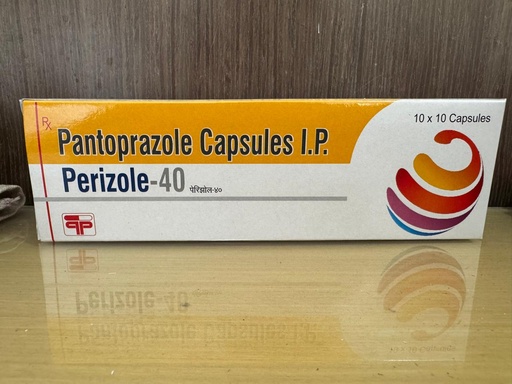 Rx
10 x 10 Capsules
Pantoprazole Capsules I.P.
Perizole-40 पेरिझोल-४०